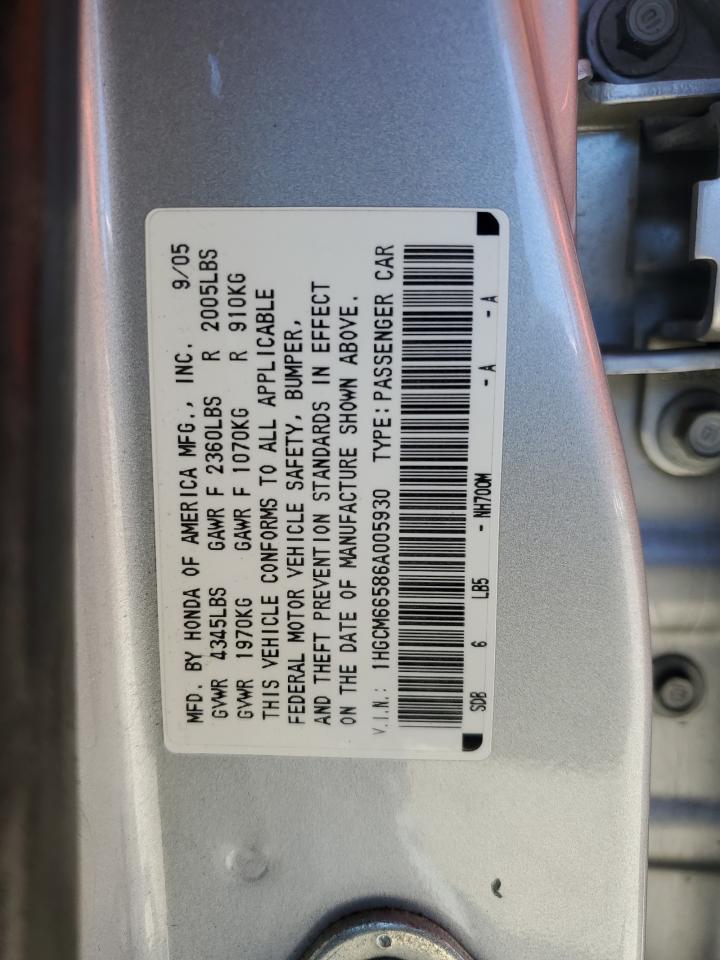 MFD. BY HONDA OF AMERICA MFG., INC. 9/05
GVWR 4345LBS GAWR F 2360LBS R 2005LBS
GVWR 1970KG GAWR F 1070KG R 910KG
THIS VEHICLE CONFORMS TO ALL APPLICABLE
FEDERAL MOTOR VEHICLE SAFETY, BUMPER,
AND THEFT PREVENTION STANDARDS IN EFFECT
ON THE DATE OF MANUFACTURE SHOWN ABOVE.
V.I.N.: 1HGCM66586A005930 TYPE: PASSENGER CAR
SDB 6 LB5 - NH700M - A - A